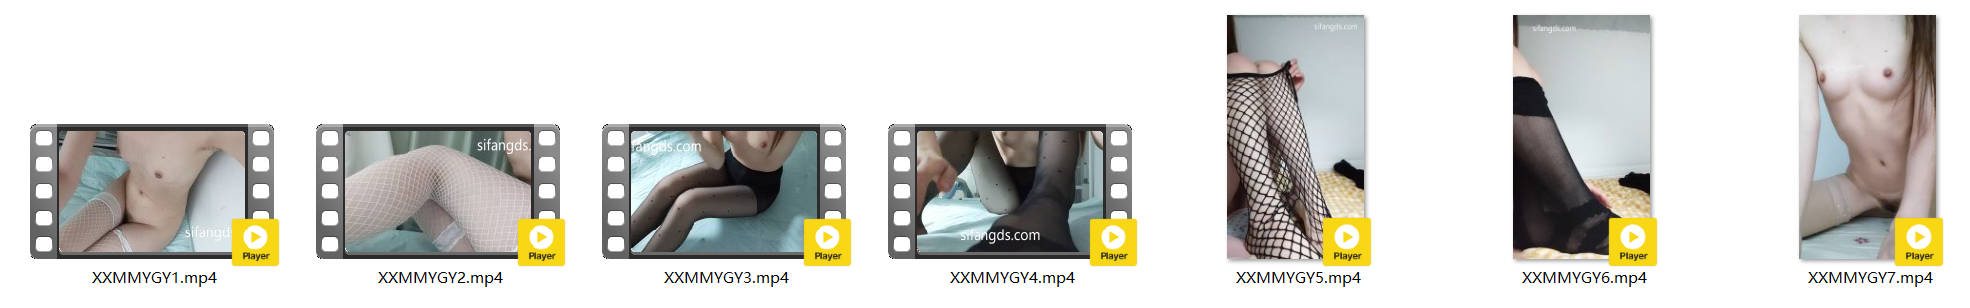 sifangds.com
sifangds.com
sifangds.
sifangds.com
sifangd
sifangds.com
Player
Player
Player
Player
Player
Player
Player
XXMMYGY1.mp4
XXMMYGY2.mp4
XXMMYGY3.mp4
XXMMYGY4.mp4
XXMMYGY5.mp4
XXMMYGY6.mp4
XXMMYGY7.mp4